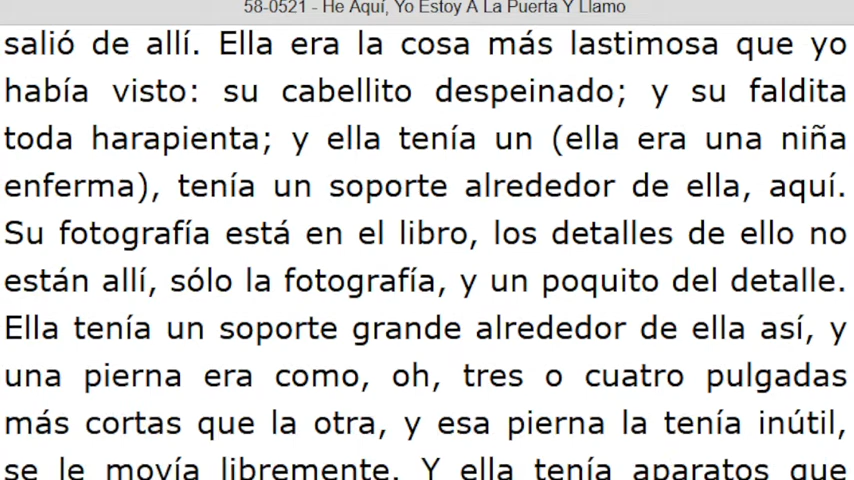 58-0521 - He Aquí, Yo Estoy A La Puerta Y Llamo
salió de allí. Ella era la cosa más lastimosa que yo
había visto: su cabellito despeinado; y su faldita
toda harapienta; y ella tenía un (ella era una niña
enferma), tenía un soporte alrededor de ella, aquí.
Su fotografía está en el libro, los detalles de ello no
están allí, sólo la fotografía, y un poquito del detalle.
Ella tenía un soporte grande alrededor de ella así, y
una pierna era como, oh, tres o cuatro pulgadas
más cortas que la otra, y esa pierna la tenía inútil,
se le movía libremente. Y ella tenía aparatos que